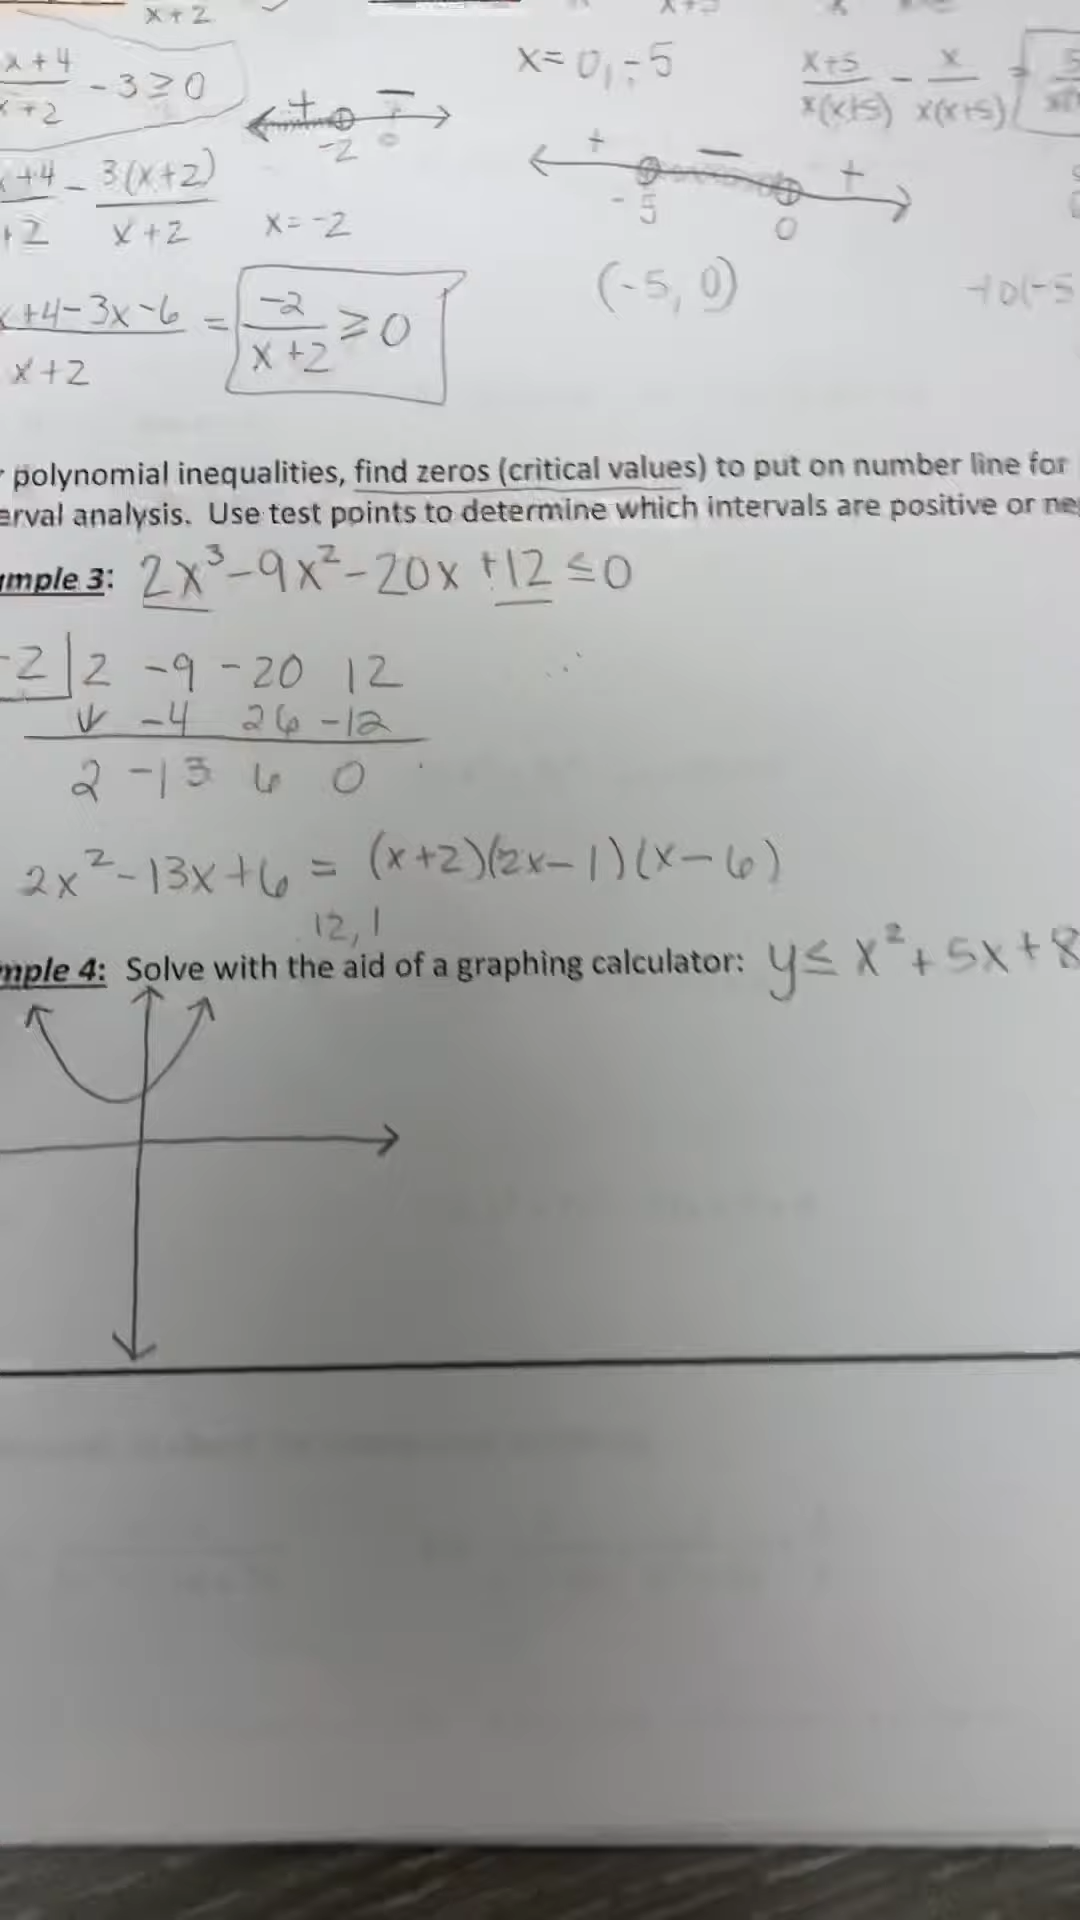 x+2
x+4
x+2
-3≥0
+ -
-2 0
x+4 - 3(x+2)
+2 x+2
x=-2
x+4-3x-6 = -2 ≥0
x+2 x+2
x=0,-5
x+5 - x =
x(x+5) x(x+5)
+ - +
-5 0
(-5, 0)
polynomial inequalities, find zeros (critical values) to put on number line for
erval analysis. Use test points to determine which intervals are positive or ne
mple 3: 2x³-9x²-20x+12≤0
-2 | 2 -9 -20 12
↓ -4 26 -12
2 -13 6 0
2x²-13x+6 = (x+2)(2x-1)(x-6)
12, 1
mple 4: Solve with the aid of a graphing calculator: y≤ x²+5x+8